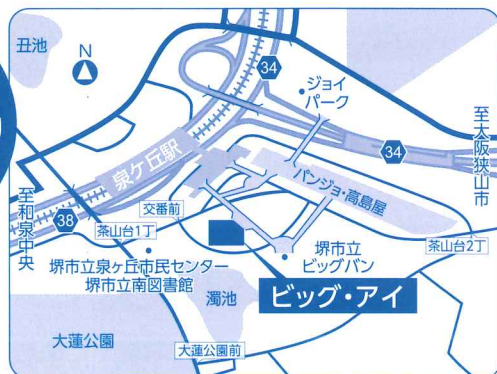 丑池
N
34
ジョイ
パーク
至大阪狭山市
34
泉ケ丘駅
パンジョ・高島屋
至和泉中央
38
交番前
茶山台1丁
茶山台2丁
堺市立泉ヶ丘市民センター
堺市立南図書館
堺市立
ビッグバン
濁池
ビッグ・アイ
大蓮公園
大蓮公園前